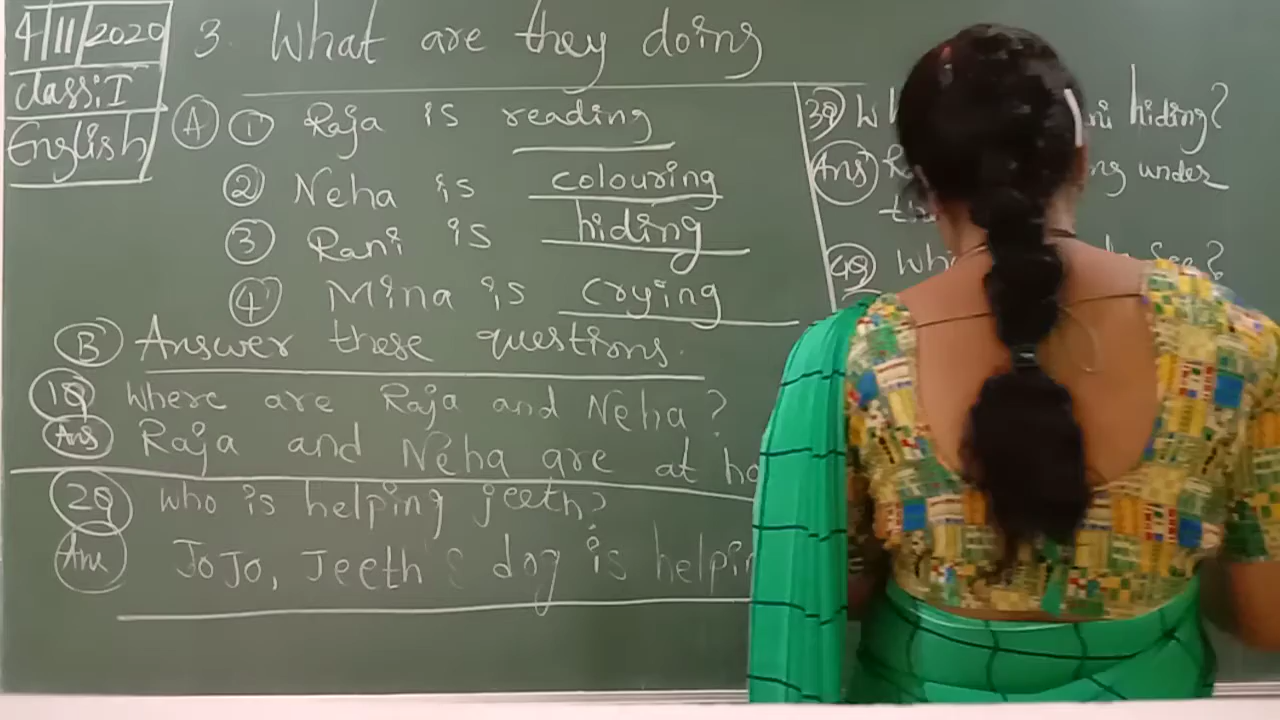 4/11/2020
class: I
English
3. What are they doing
A 1 Raja is reading
2 Neha is colouring
3 Rani is hiding
4 Mina is crying
B Answer these questions.
1Q Where are Raja and Neha?
Ans Raja and Neha are at
2Q who is helping jeeth?
Ans JoJo, Jeeth's dog is
3Q hiding?
Ans under
4Q see?